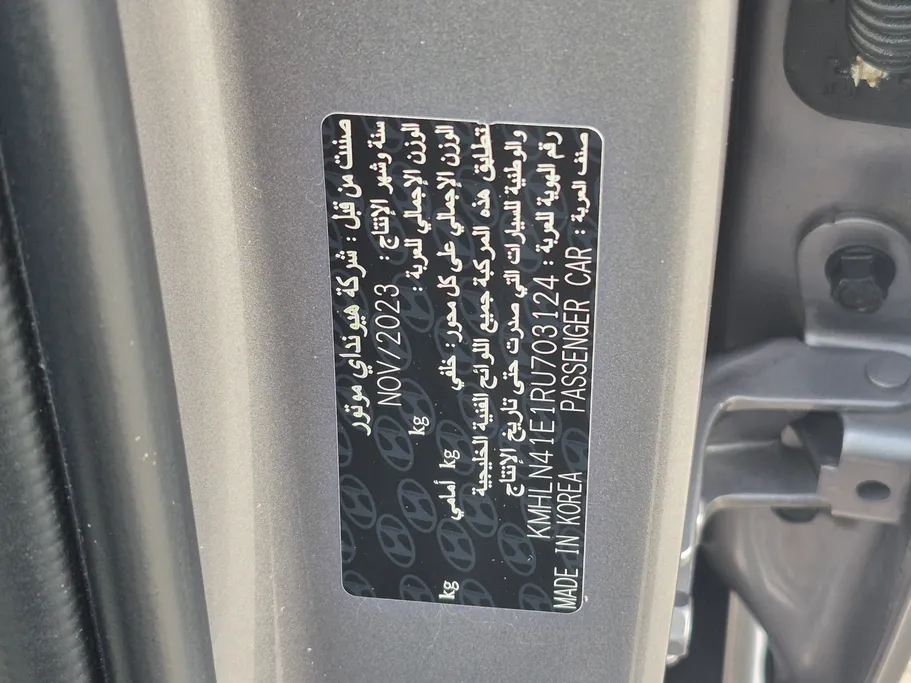 صنعت من قبل : شركة هيونداي موتور
سنة وشهر الإنتاج : NOV/2023
الوزن الإجمالي للعربة : kg
الوزن الإجمالي على كل محور: خلفي kg أمامي kg
تطابق هذه المركبة جميع اللوائح الفنية الخليجية
والوطنية للسيارات التي صدرت حتى تاريخ الإنتاج
رقم الهوية للعربة : KMHLN41E1RU703124
صنف العربة : PASSENGER CAR MADE IN KOREA